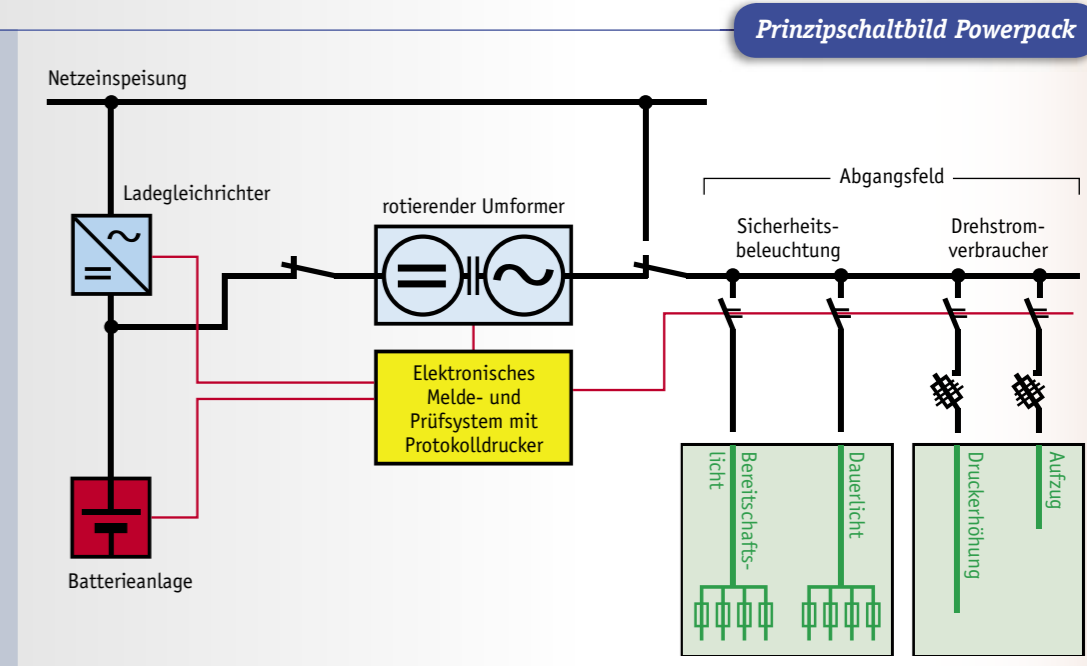 Prinzipschaltbild Powerpack
Netzeinspeisung
Ladegleichrichter
rotierender Umformer
Abgangsfeld
Sicherheits-
beleuchtung
Drehstrom-
verbraucher
Elektronisches
Melde- und
Prüfsystem mit
Protokolldrucker
Batterieanlage
Bereitschafts-
licht
Dauerlicht
Druckerhöhung
Aufzug